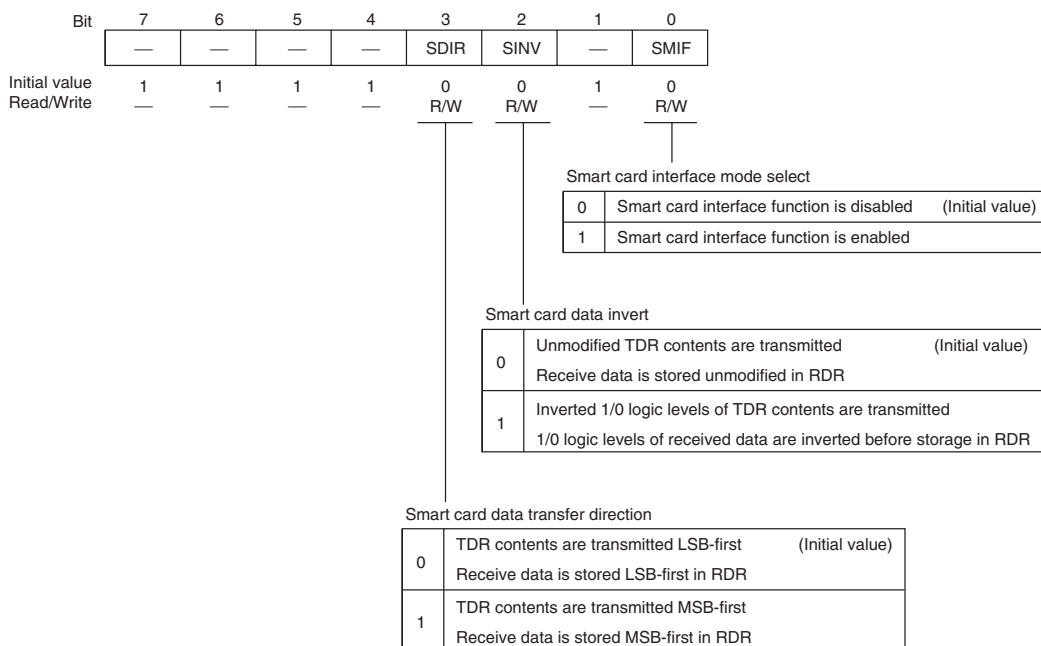 Bit 7 6 5 4 3 2 1 0
— — — — SDIR SINV — SMIF
Initial value 1 1 1 1 0 0 1 0
Read/Write — — — — R/W R/W — R/W
Smart card interface mode select
0 Smart card interface function is disabled (Initial value)
1 Smart card interface function is enabled
Smart card data invert
0 Unmodified TDR contents are transmitted (Initial value)
Receive data is stored unmodified in RDR
1 Inverted 1/0 logic levels of TDR contents are transmitted
1/0 logic levels of received data are inverted before storage in RDR
Smart card data transfer direction
0 TDR contents are transmitted LSB-first (Initial value)
Receive data is stored LSB-first in RDR
1 TDR contents are transmitted MSB-first
Receive data is stored MSB-first in RDR